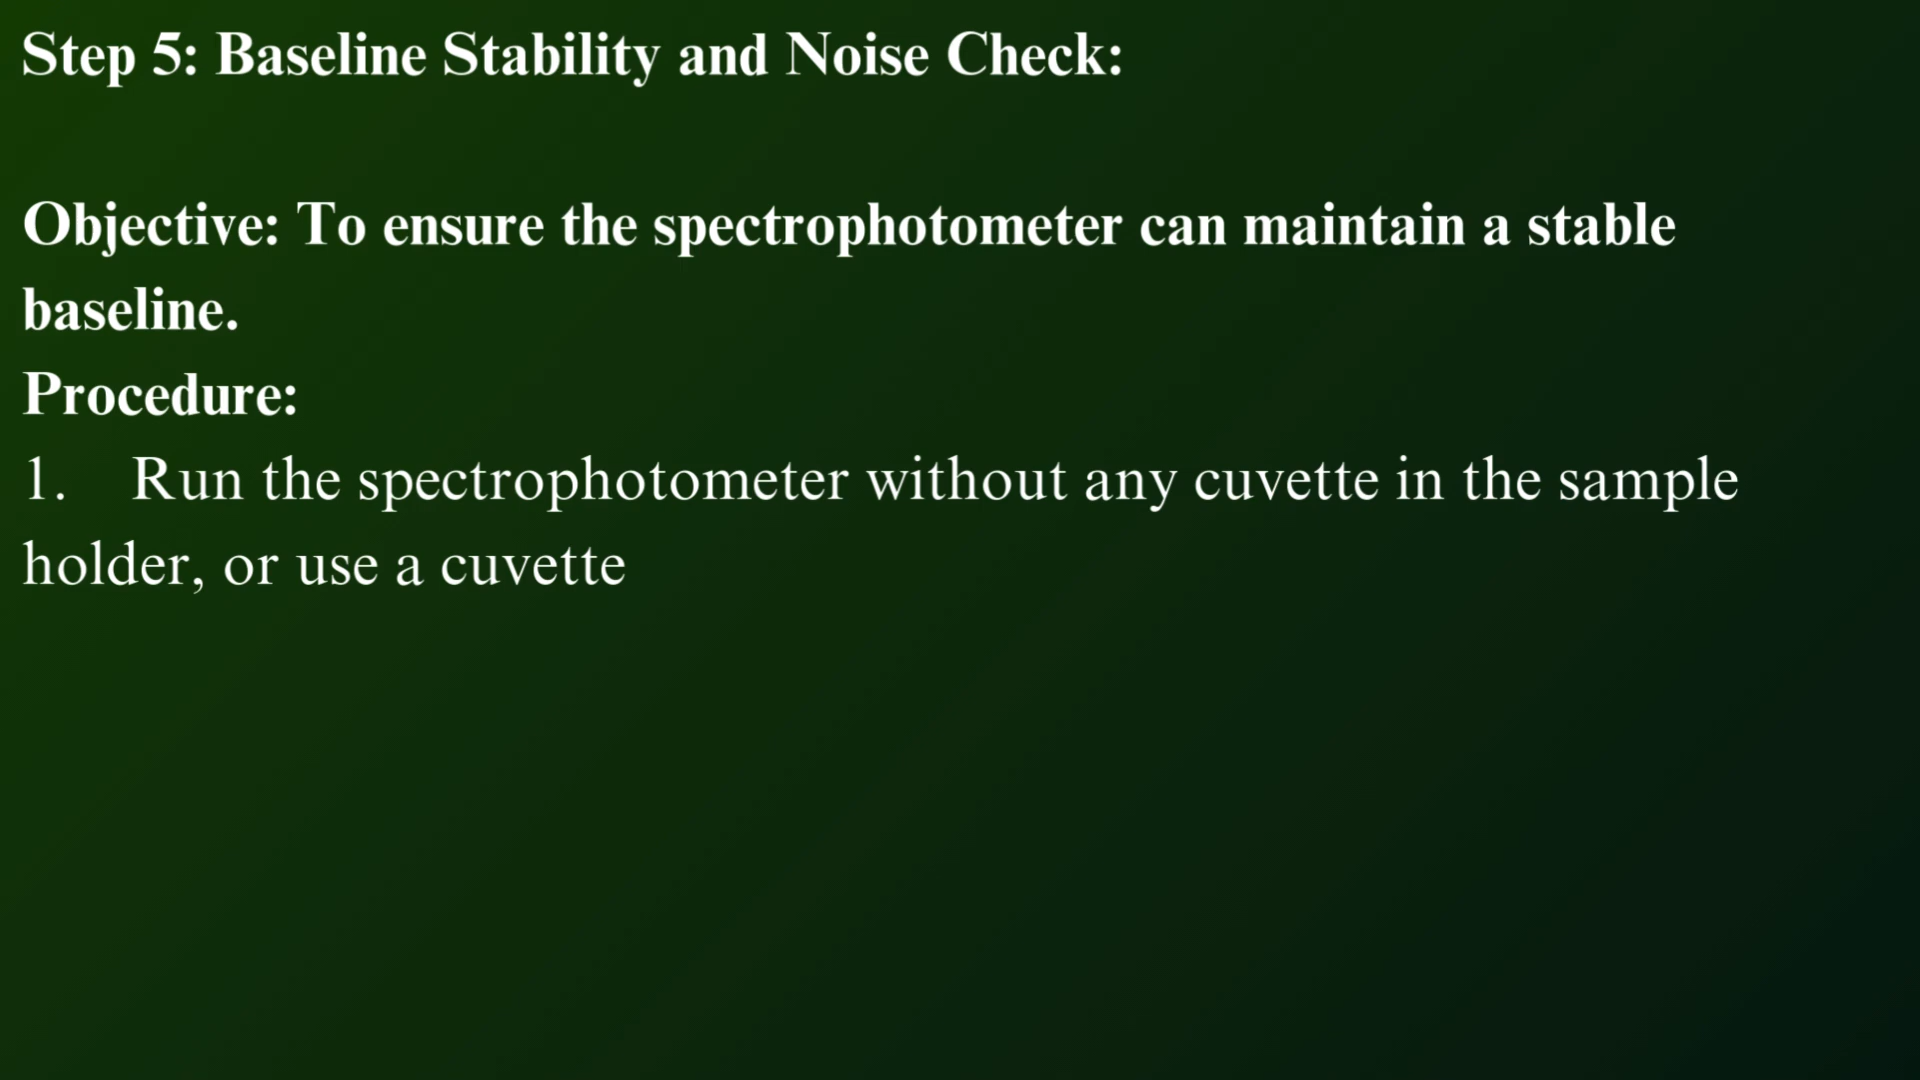 Step 5: Baseline Stability and Noise Check:
Objective: To ensure the spectrophotometer can maintain a stable
baseline.
Procedure:
1. Run the spectrophotometer without any cuvette in the sample
holder, or use a cuvette